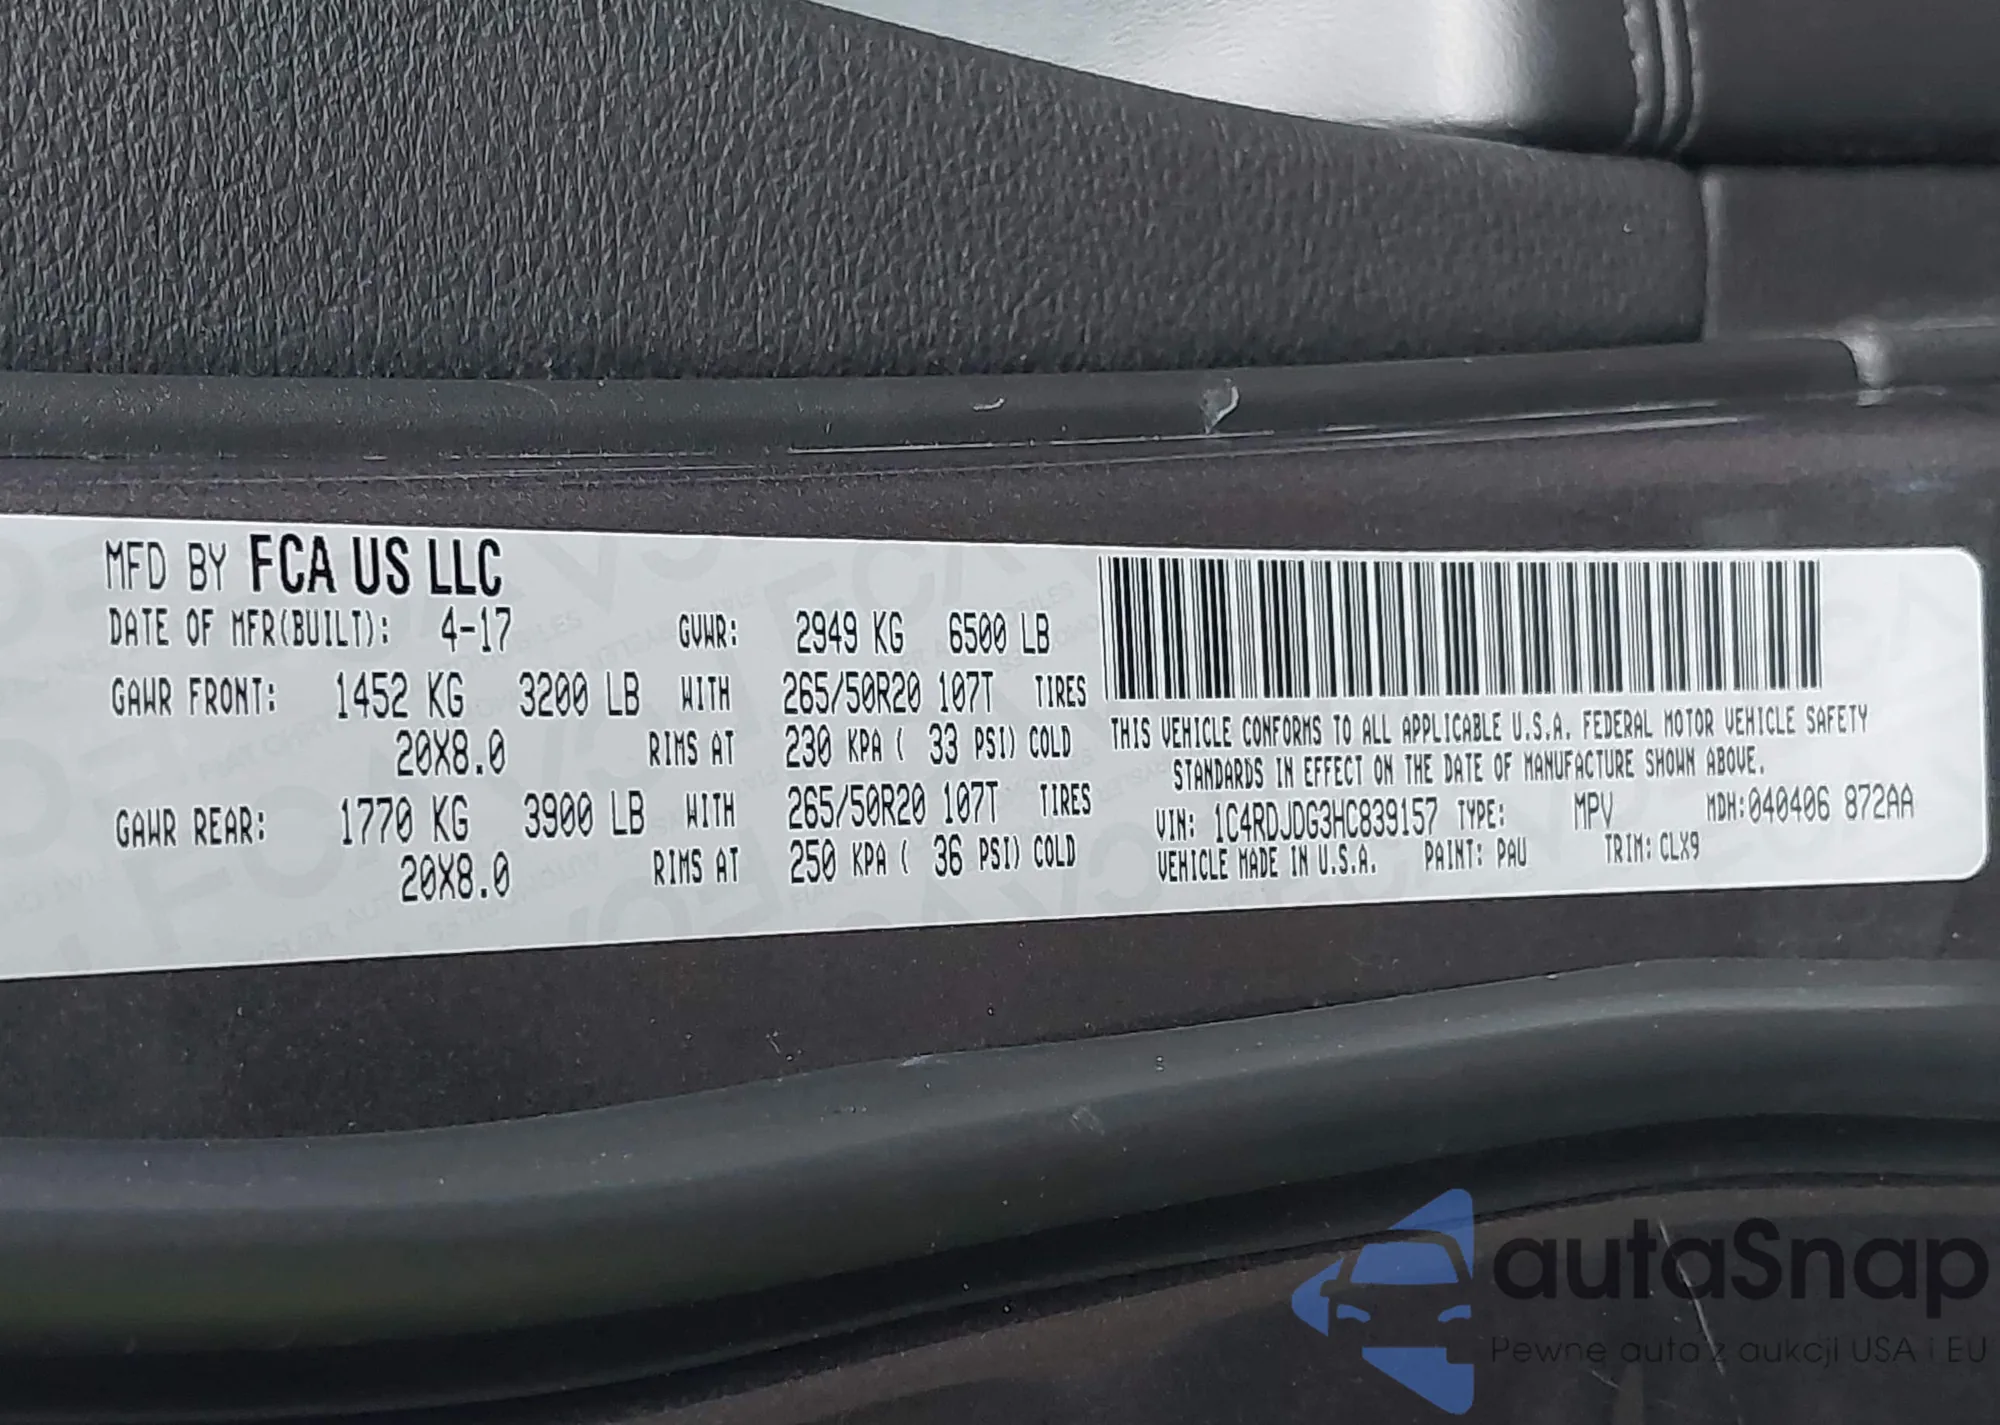 MFD BY FCA US LLC
DATE OF MFR(BUILT): 4-17 GVWR: 2949 KG 6500 LB
GAWR FRONT: 1452 KG 3200 LB WITH 265/50R20 107T TIRES
20X8.0 RIMS AT 230 KPA ( 33 PSI) COLD
GAWR REAR: 1770 KG 3900 LB WITH 265/50R20 107T TIRES
20X8.0 RIMS AT 250 KPA ( 36 PSI) COLD
THIS VEHICLE CONFORMS TO ALL APPLICABLE U.S.A. FEDERAL MOTOR VEHICLE SAFETY
STANDARDS IN EFFECT ON THE DATE OF MANUFACTURE SHOWN ABOVE.
VIN: 1C4RDJDG3HC839157 TYPE: MPV MDH:040406 872AA
VEHICLE MADE IN U.S.A. PAINT: PAU TRIM: CLX9
autaSnap
Pewne auta z aukcji USA i EU